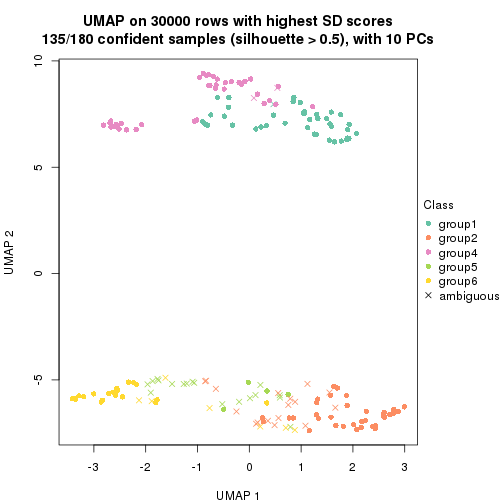 UMAP on 30000 rows with highest SD scores
135/180 confident samples (silhouette > 0.5), with 10 PCs
10
5
0
-5
UMAP 2
-3 -2 -1 0 1 2 3
UMAP 1
Class
group1
group2
group4
group5
group6
ambiguous